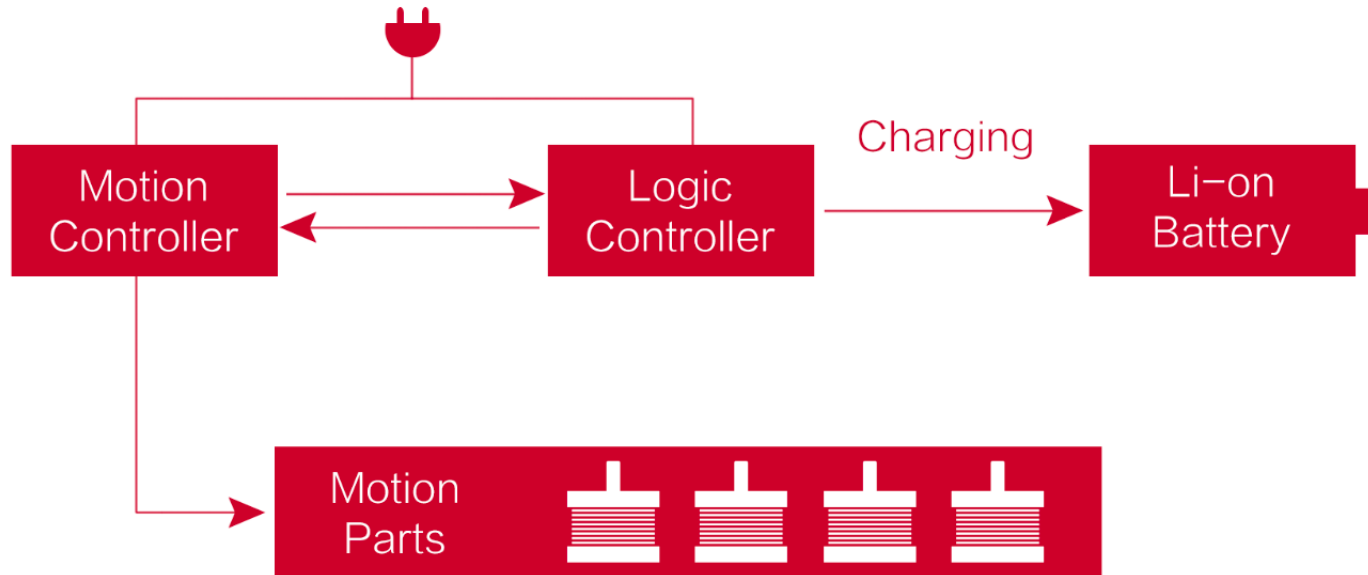 Charging
Motion
Controller
Logic
Controller
Li-on
Battery
Motion
Parts